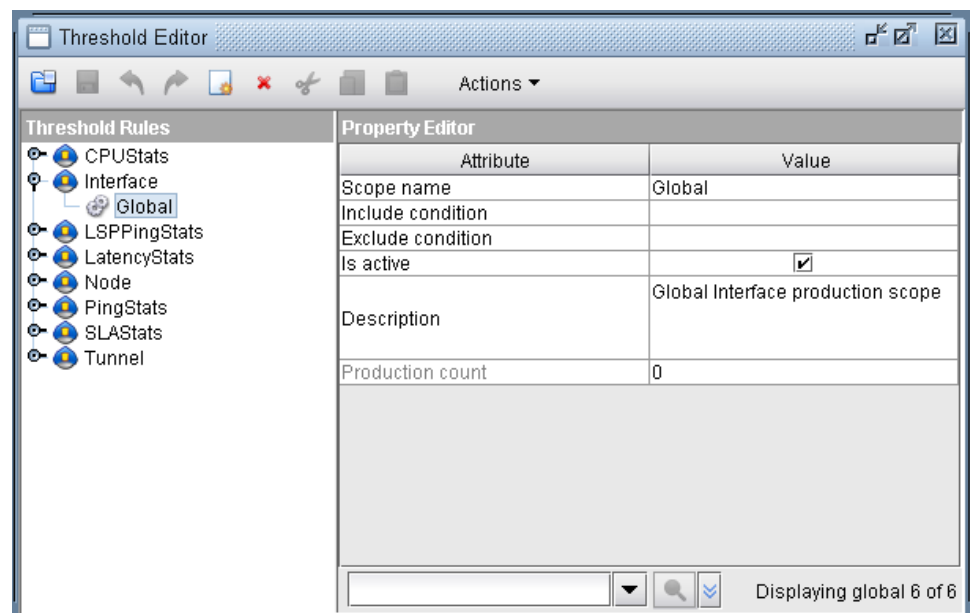 Threshold Editor
Actions
Threshold Rules
CPUStats
Interface
Global
LSPPingStats
LatencyStats
Node
PingStats
SLAStats
Tunnel
Property Editor
Attribute Value
Scope name Global
Include condition
Exclude condition
Is active
Description Global Interface production scope
Production count 0
Displaying global 6 of 6